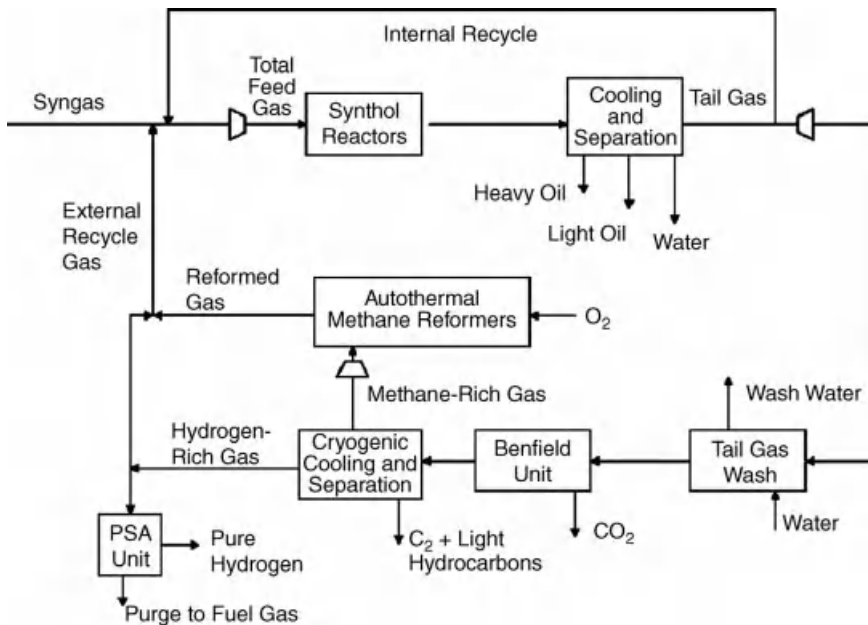 Internal Recycle
Syngas
Total
Feed
Gas
Synthol
Reactors
Cooling
and
Separation
Tail Gas
Heavy Oil
Light Oil
Water
External
Recycle
Gas
Reformed
Gas
Autothermal
Methane Reformers
O₂
Methane-Rich Gas
Wash Water
Hydrogen-
Rich Gas
Cryogenic
Cooling and
Separation
Benfield
Unit
Tail Gas
Wash
PSA
Unit
Pure
Hydrogen
C₂ + Light
Hydrocarbons
CO₂
Water
Purge to Fuel Gas